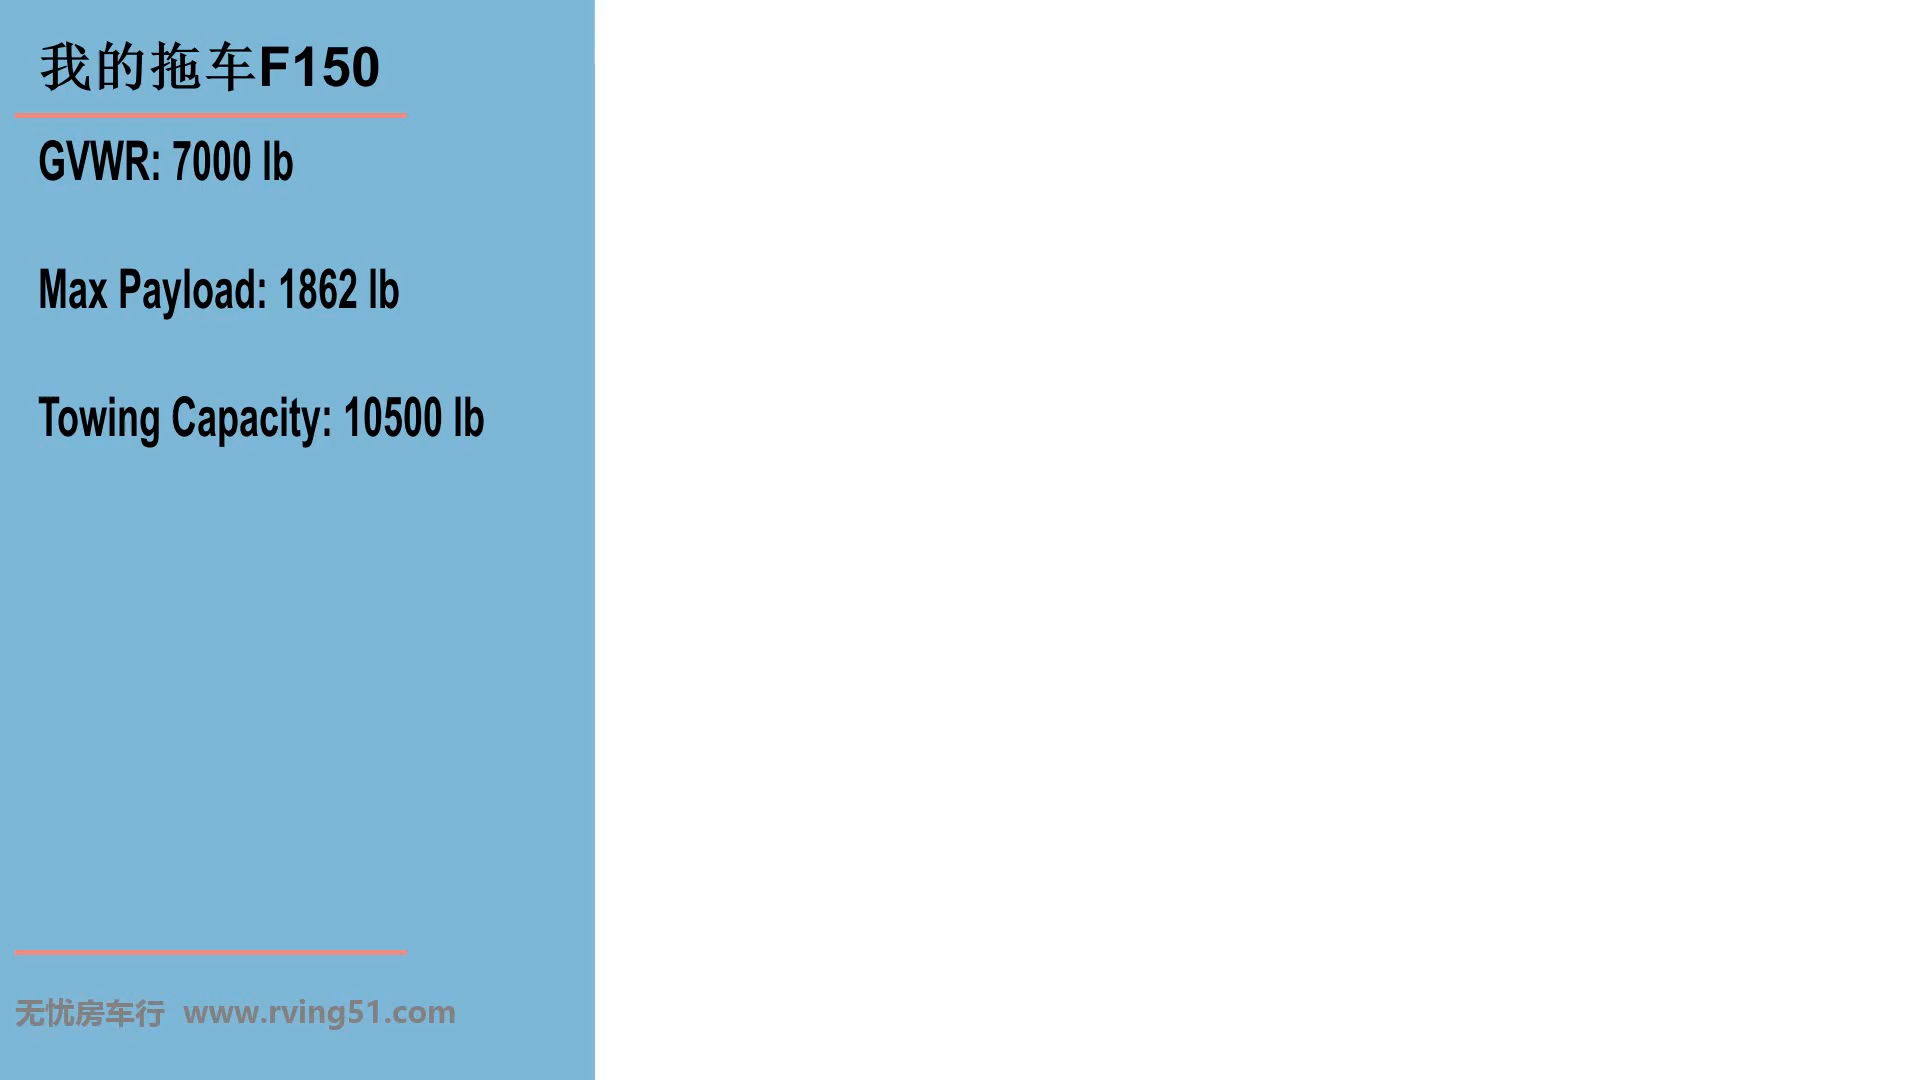 我的拖车F150
GVWR: 7000 lb
Max Payload: 1862 lb
Towing Capacity: 10500 lb
无忧房车行 www.rving51.com